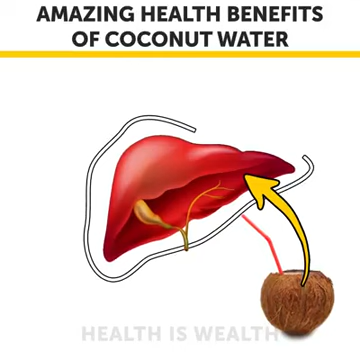 AMAZING HEALTH BENEFITS
OF COCONUT WATER
HEALTH IS WEALTH